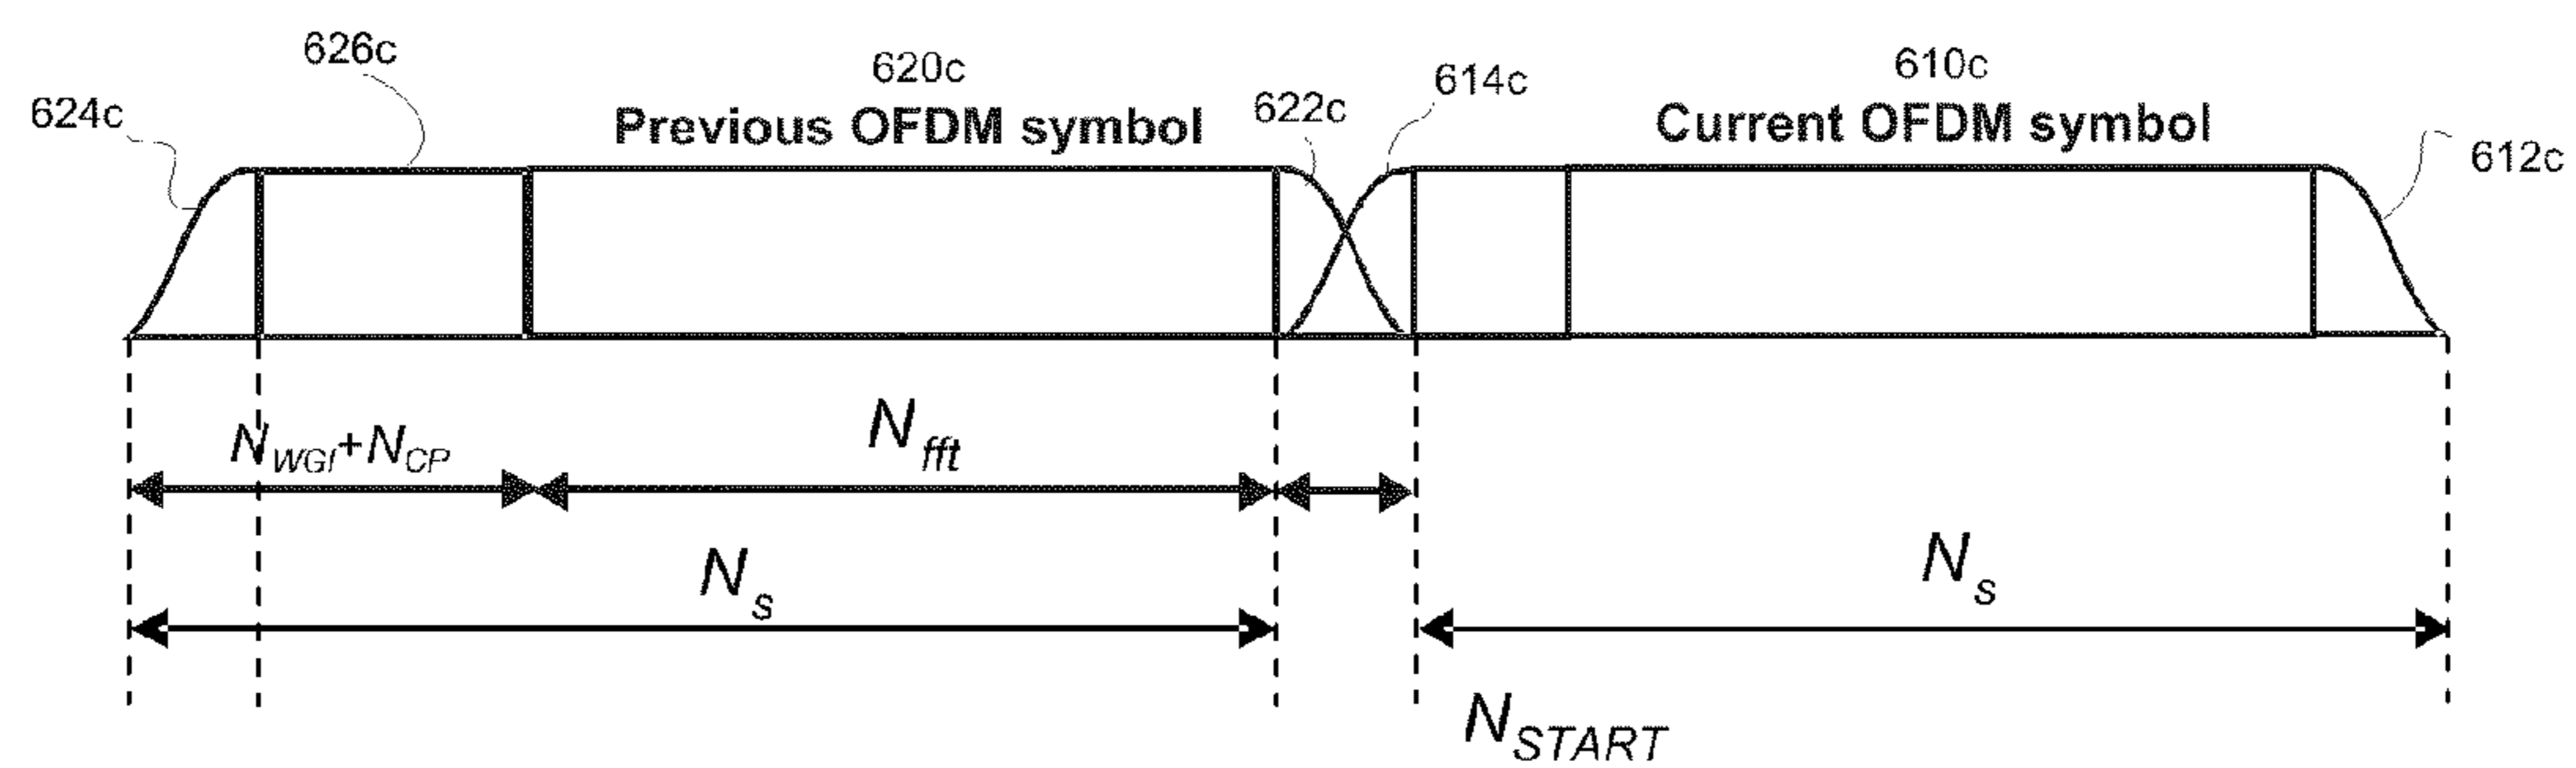 626c
620c
614c
610c
624c
622c
Previous OFDM symbol
Current OFDM symbol
612c
N_WGI+N_CP
N_fft
N_s
N_s
N_START